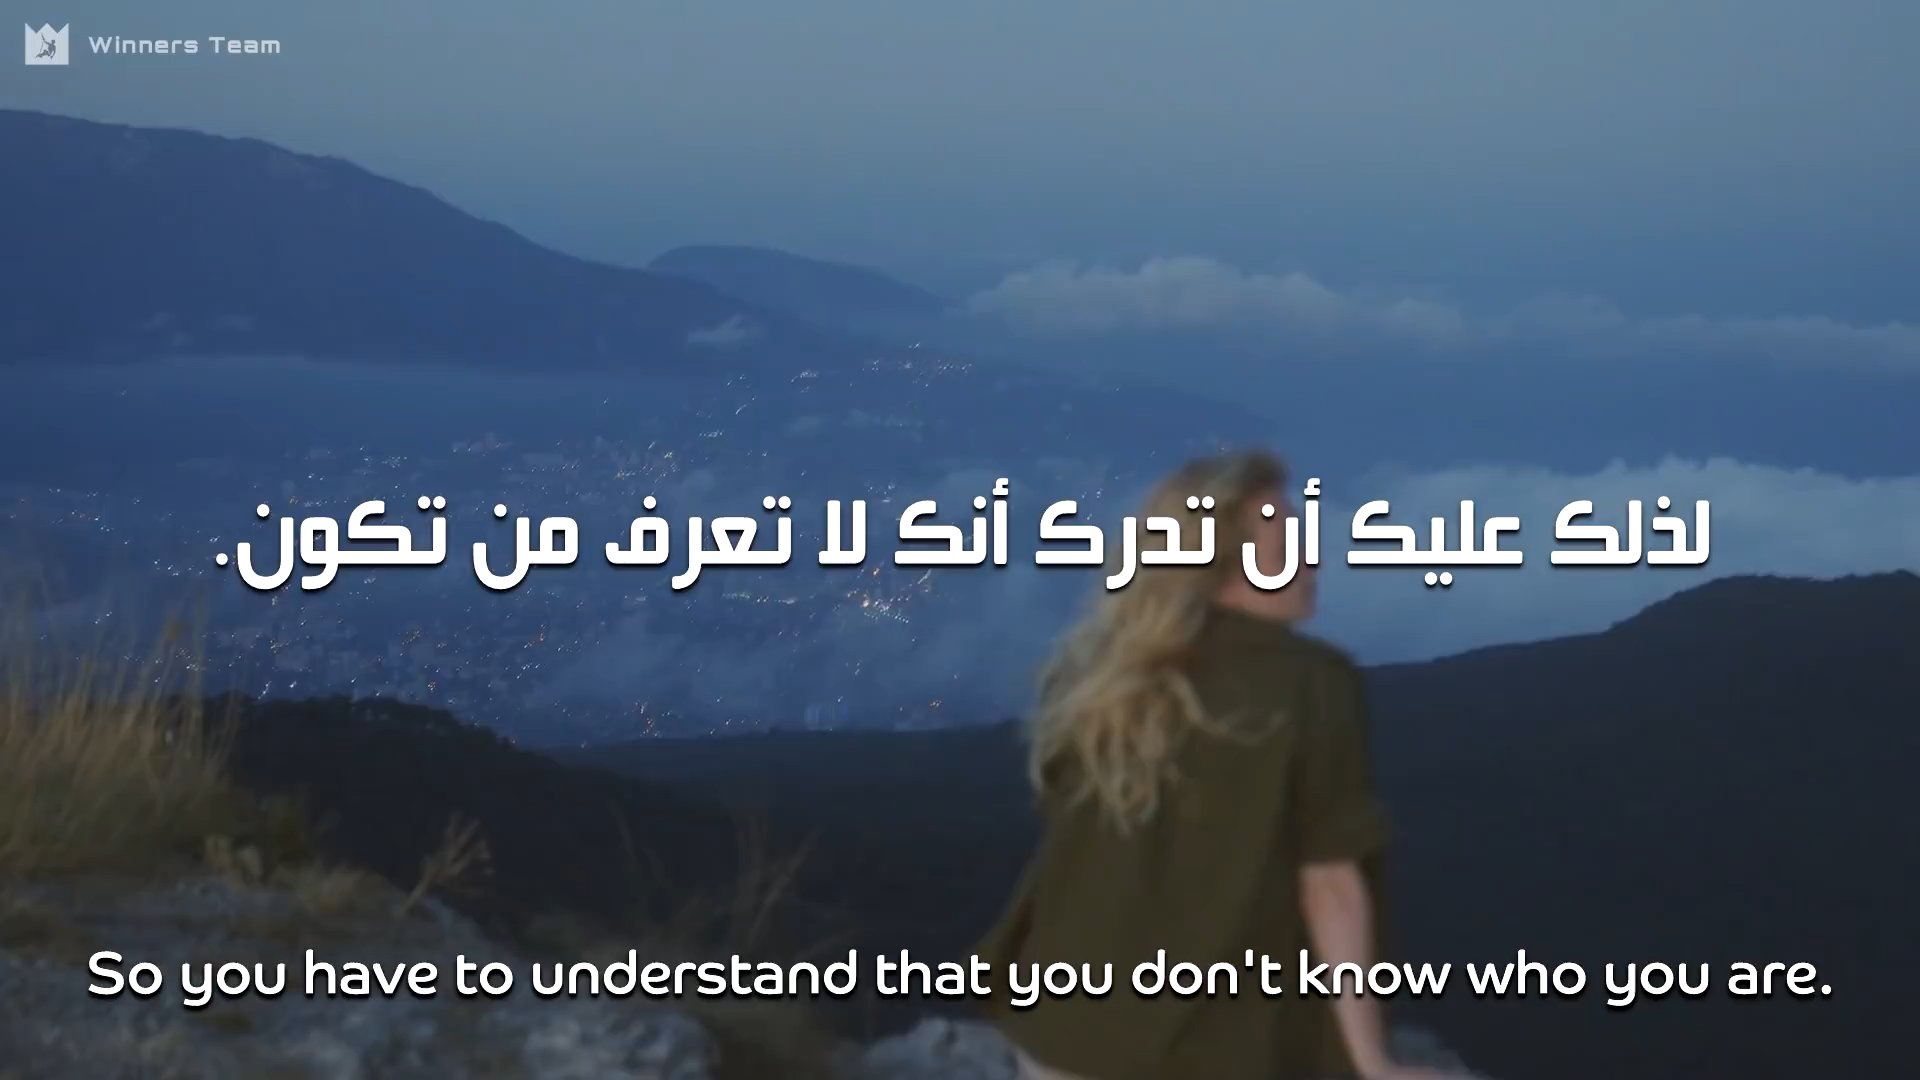 Winners Team
لذلك عليك أن تدرك أنك لا تعرف من تكون.
So you have to understand that you don't know who you are.